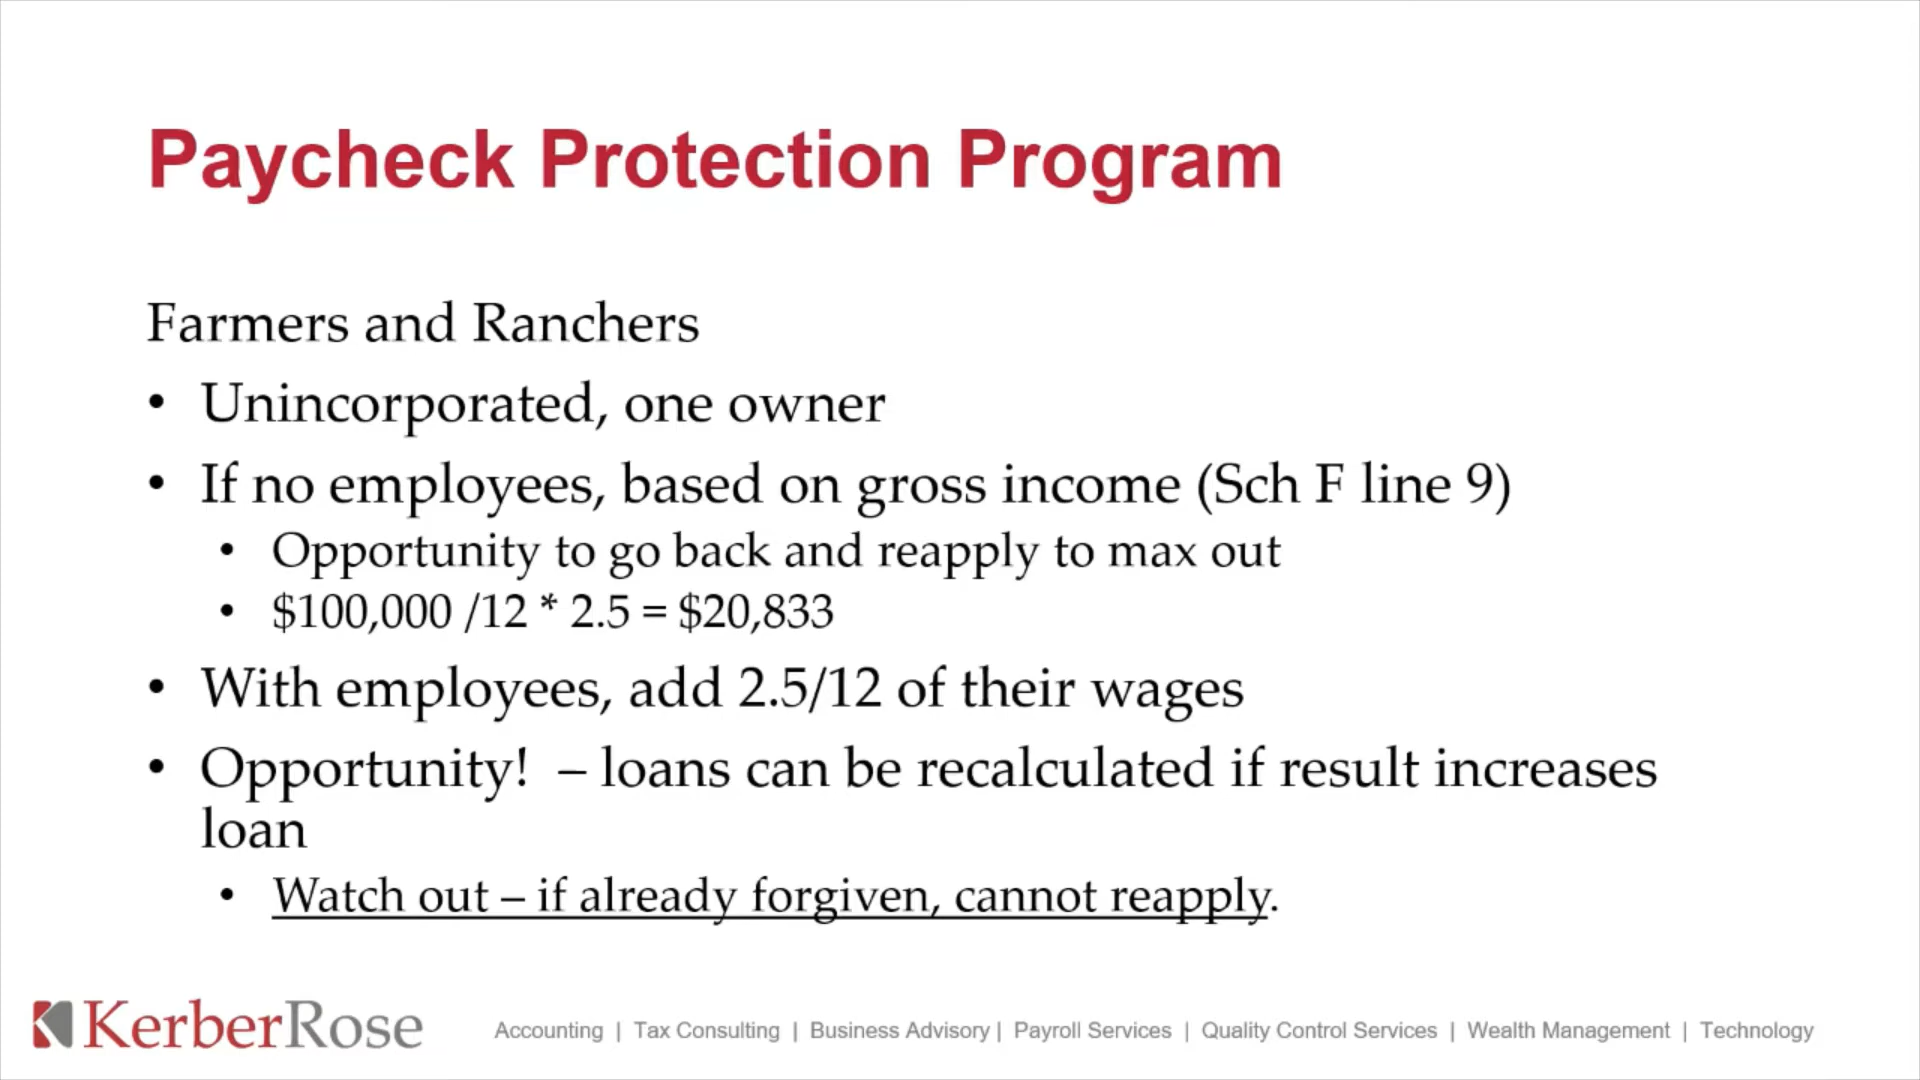 Paycheck Protection Program
Farmers and Ranchers
• Unincorporated, one owner
• If no employees, based on gross income (Sch F line 9)
• Opportunity to go back and reapply to max out
• $100,000 /12 * 2.5 = $20,833
• With employees, add 2.5/12 of their wages
• Opportunity!  – loans can be recalculated if result increases
loan
• Watch out – if already forgiven, cannot reapply.
KerberRose
Accounting | Tax Consulting | Business Advisory | Payroll Services | Quality Control Services | Wealth Management | Technology